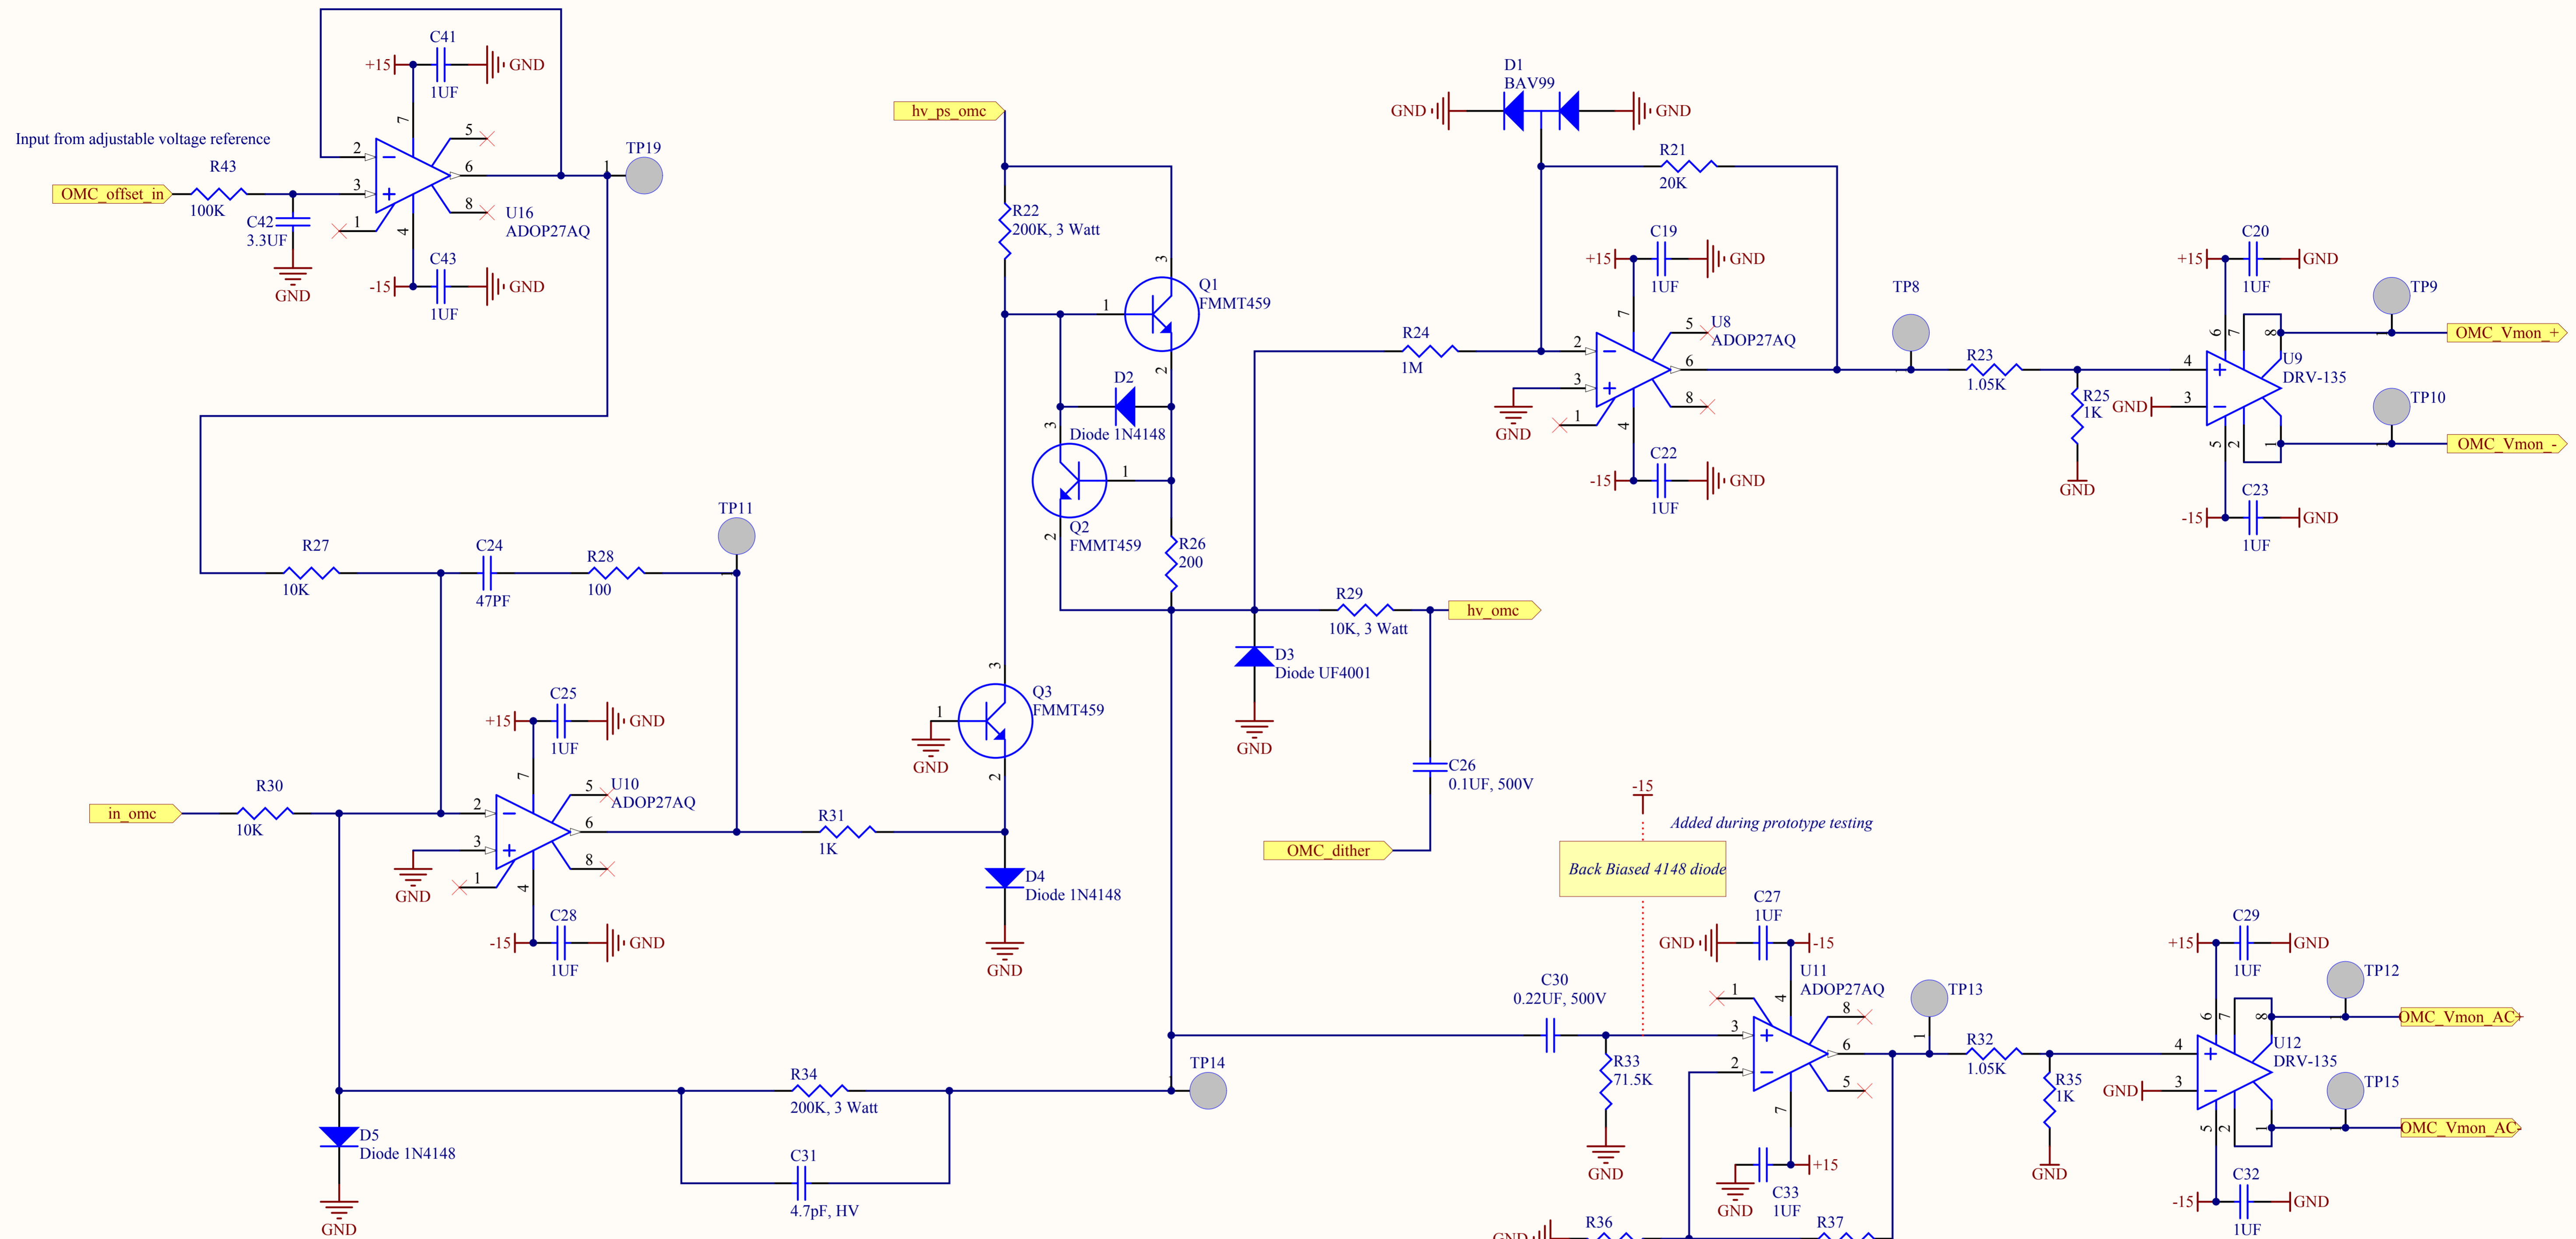 Input from adjustable voltage reference
OMC_offset_in
R43
100K
C42
3.3UF
GND
C41
+15
GND
1UF
7
2
3
1
4
5
6
8
U16
ADOP27AQ
C43
-15
GND
1UF
1
TP19
hv_ps_omc
R22
200K, 3 Watt
3
1
2
Q1
FMMT459
D2
Diode 1N4148
3
1
2
Q2
FMMT459
R26
200
D1
BAV99
GND
GND
R21
20K
R24
1M
C19
+15
GND
1UF
7
2
3
1
4
5
6
8
U8
ADOP27AQ
GND
C22
-15
GND
1UF
TP8
R23
1.05K
R25
1K
GND
C20
+15
GND
1UF
6
7
8
4
3
GND
5
2
1
U9
DRV-135
TP9
OMC_Vmon_+
TP10
OMC_Vmon_-
C23
-15
GND
1UF
R27
10K
C24
47PF
R28
100
TP11
1
R29
10K, 3 Watt
hv_omc
D3
Diode UF4001
GND
C26
0.1UF, 500V
OMC_dither
in_omc
R30
10K
C25
+15
GND
1UF
7
2
3
1
4
5
6
8
U10
ADOP27AQ
GND
C28
-15
GND
1UF
R31
1K
3
1
2
Q3
FMMT459
GND
D4
Diode 1N4148
GND
-15
Added during prototype testing
Back Biased 4148 diode
C27
1UF
GND
-15
U11
ADOP27AQ
1
4
8
3
2
6
5
7
C30
0.22UF, 500V
R33
71.5K
GND
+15
GND
C33
1UF
R36
R37
GND
TP13
1
R32
1.05K
R35
1K
GND
C29
+15
GND
1UF
6
7
8
4
3
GND
5
2
1
U12
DRV-135
TP12
OMC_Vmon_AC+
TP15
OMC_Vmon_AC-
C32
-15
GND
1UF
D5
Diode 1N4148
GND
R34
200K, 3 Watt
C31
4.7pF, HV
TP14